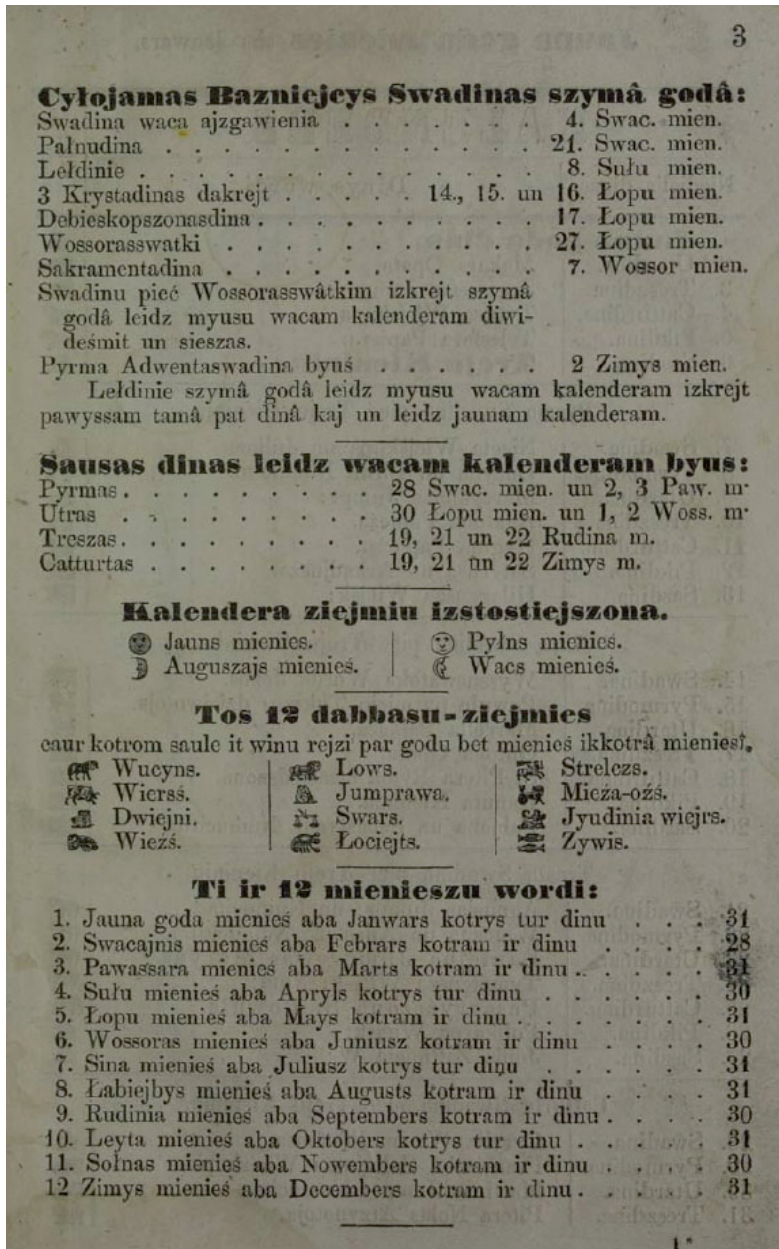 3
Cyłojamas Bazniejcys Swadinas szymâ godâ:
Swadina waca ajzgawienia . . . . . . . 4. Swac. mien.
Pałnudina . . . . . . . . . . . . . 21. Swac. mien.
Lełdinie . . . . . . . . . . . . . . 8. Sułu mien.
3 Krystadinas dakrejt . . . . . 14., 15. un 16. Łopu mien.
Debieskopszonasdina . . . . . . . . . . 17. Łopu mien.
Wossorasswatki . . . . . . . . . . . 27. Łopu mien.
Sakramentadina . . . . . . . . . . . 7. Wossor mien.
Swadinu pieć Wossorasswâtkim izkrejt szymâ
godâ leidz myusu wacam kalenderam diwi-
deśmit un sieszas.
Pyrma Adwentaswadina byuś . . . . . . 2 Zimys mien.
Lełdinie szymâ godâ leidz myusu wacam kalenderam izkrejt
pawyssam tamâ pat dinâ kaj un leidz jaunam kalenderam.
Sausas dinas leidz wacam kalenderam byus:
Pyrmas . . . . . . . . . 28 Swac. mien. un 2, 3 Paw. m·
Utras . . . . . . . . . 30 Łopu mien. un 1, 2 Woss. m·
Treszas . . . . . . . . . 19, 21 un 22 Rudina m.
Catturtas . . . . . . . . 19, 21 un 22 Zimys m.
Kalendera ziejmiu izstostiejszona.
Jauns mienies. Pyłns mienieś.
Auguszajs mienieś. Wacs mienieś.
Tos 12 dabbasu-ziejmies
caur kotrom saule it winu rejzi par godu bet mienieś ikkotrâ mieniesî.
Wucyns. Lows. Strelczs.
Wiersś. Jumprawa. Mieża-oźś.
Dwiejni. Swars. Jyudinia wiejrs.
Wieźś. Łociejts. Zywis.
Ti ir 12 mienieszu wordi:
1. Jauna goda mienieś aba Janwars kotrys tur dinu . . . 31
2. Swacajnis mienieś aba Febrars kotram ir dinu . . . . 28
3. Pawassara mienieś aba Marts kotram ir dinu . . . . . 31
4. Sułu mienieś aba Apryls kotrys tur dinu . . . . . . 30
5. Łopu mienieś aba Mays kotram ir dinu . . . . . . . 31
6. Wossoras mienieś aba Juniusz kotram ir dinu . . . . 30
7. Sina mienieś aba Juliusz kotrys tur dinu . . . . . . 31
8. Łabiejbys mienieś aba Augusts kotram ir dinu . . . . 31
9. Rudinia mienieś aba Septembers kotram ir dinu . . . . 30
10. Leyta mienieś aba Oktobers kotrys tur dinu . . . . . 31
11. Sołnas mienieś aba Nowembers kotram ir dinu . . . . 30
12 Zimys mienieś aba Decembers kotram ir dinu . . . . . 31
1*